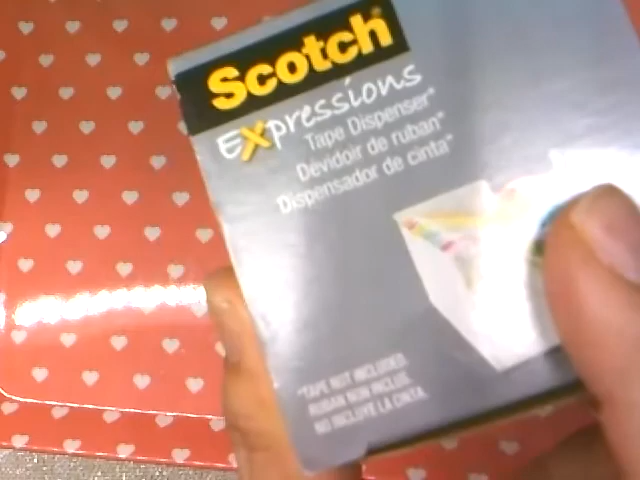 Scotch
Expressions
Tape Dispenser*
Dévidoir de ruban*
Dispensador de cinta*
*TAPE NOT INCLUDED.
RUBAN NON INCLUS.
NO INCLUYE LA CINTA.